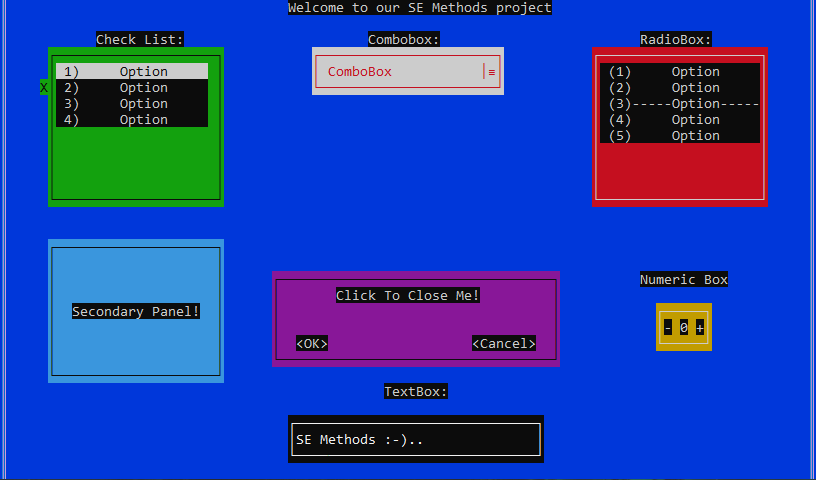 Welcome to our SE Methods project
Check List:
1) Option
X 2) Option
3) Option
4) Option
Combobox:
ComboBox |≡
RadioBox:
(1) Option
(2) Option
(3)-----Option-----
(4) Option
(5) Option
Secondary Panel!
Click To Close Me!
<OK> <Cancel>
Numeric Box
- 0 +
TextBox:
SE Methods :-)..